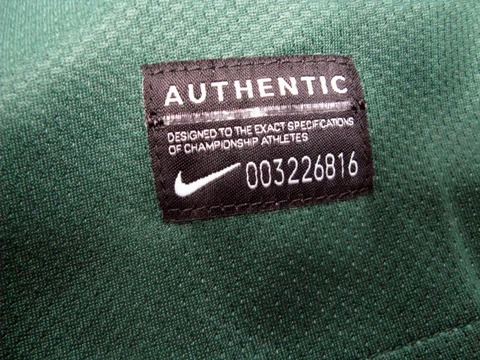 AUTHENTIC
DESIGNED TO THE EXACT SPECIFICATIONS
OF CHAMPIONSHIP ATHLETES
003226816